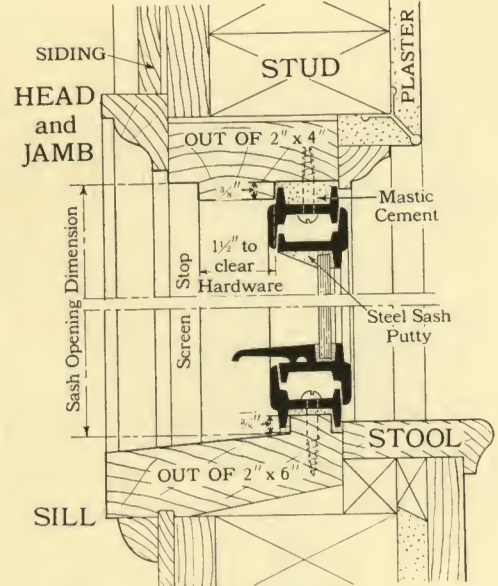 SIDING
STUD
PLASTER
HEAD
and
JAMB
OUT OF 2" x 4"
3/8"
Mastic
Cement
1½" to
clear
Hardware
Sash Opening Dimension
Screen Stop
Steel Sash
Putty
3/8"
STOOL
OUT OF 2" x 6"
SILL